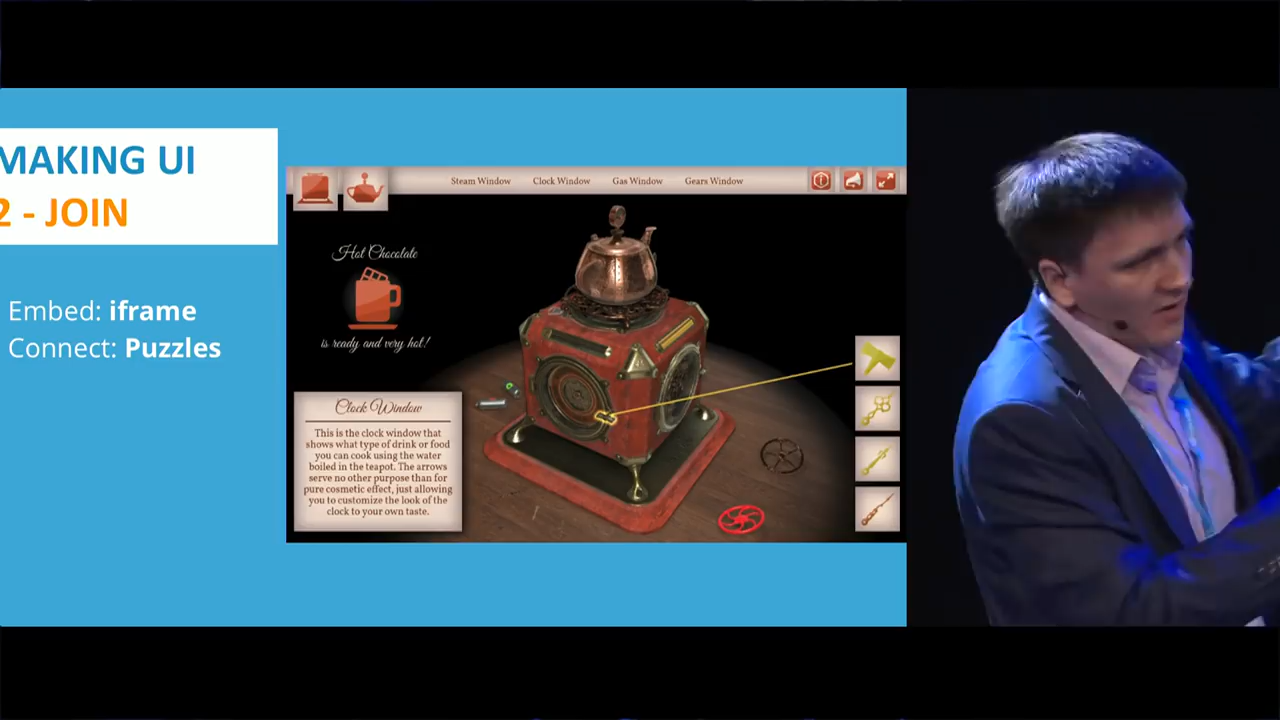 MAKING UI
2 - JOIN
Embed: iframe
Connect: Puzzles
Steam Window Clock Window Gas Window Gears Window
Hot Chocolate
is ready and very hot!
Clock Window
This is the clock window that
shows what type of drink or food
you can cook using the water
boiled in the teapot. The arrows
serve no other purpose than for
pure cosmetic effect, just allowing
you to customize the look of the
clock to your own taste.